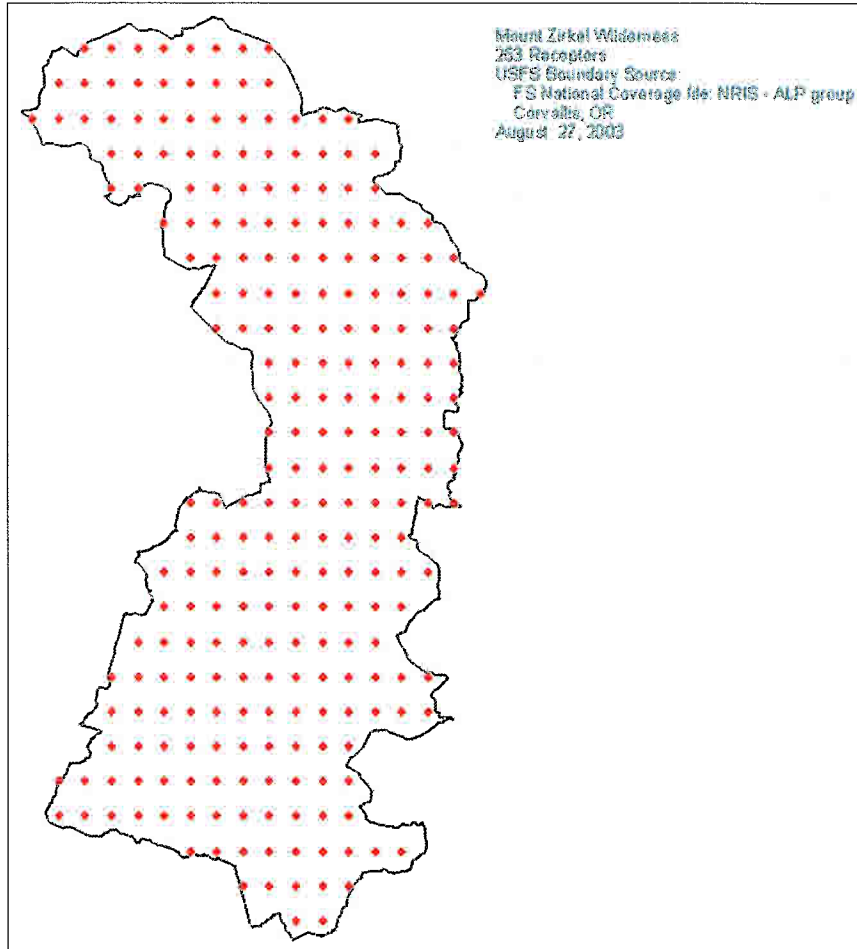 Mount Zirkel Wilderness
253 Receptors
USFS Boundary Source:
FS National Coverage file: NRIS - ALP group
Corvallis, OR
August 27, 2003